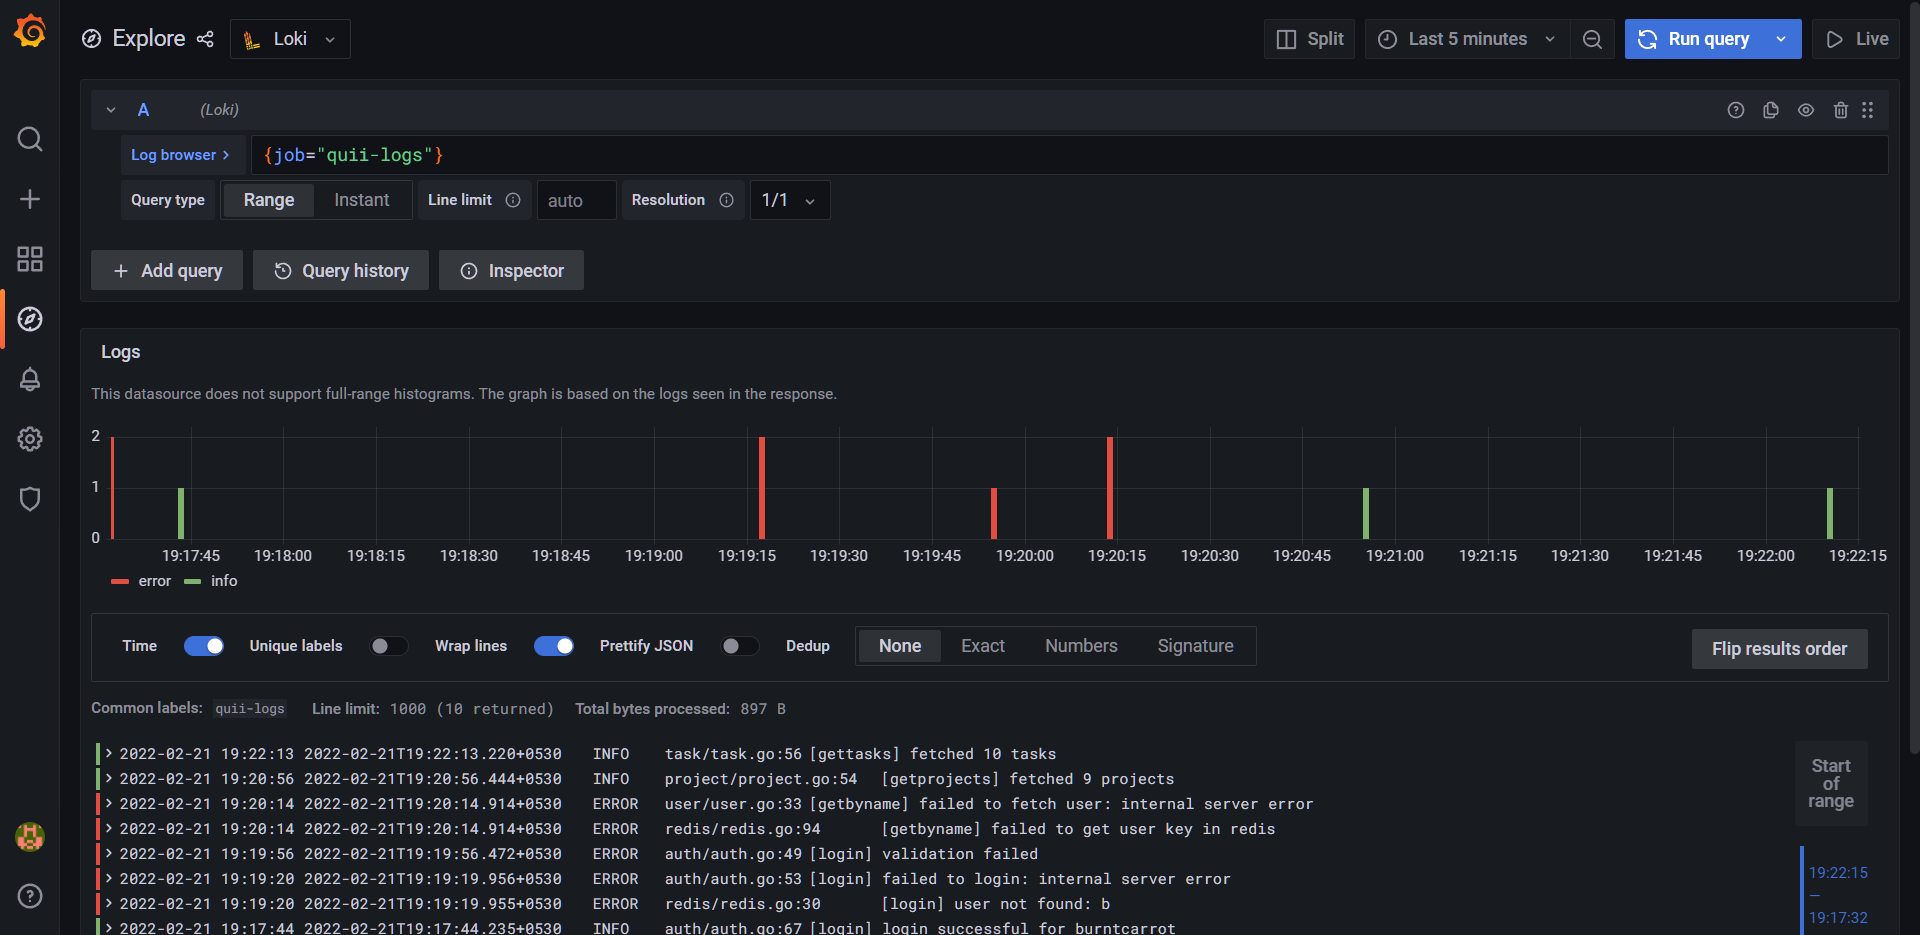 Explore Loki Split Last 5 minutes Run query Live
A (Loki)
Log browser > {job="quii-logs"}
Query type Range Instant Line limit auto Resolution 1/1
+ Add query Query history Inspector
Logs
This datasource does not support full-range histograms. The graph is based on the logs seen in the response.
2
1
0
19:17:45 19:18:00 19:18:15 19:18:30 19:18:45 19:19:00 19:19:15 19:19:30 19:19:45 19:20:00 19:20:15 19:20:30 19:20:45 19:21:00 19:21:15 19:21:30 19:21:45 19:22:00 19:22:15
error info
Time Unique labels Wrap lines Prettify JSON Dedup None Exact Numbers Signature Flip results order
Common labels: quii-logs Line limit: 1000 (10 returned) Total bytes processed: 897 B
> 2022-02-21 19:22:13 2022-02-21T19:22:13.220+0530 INFO task/task.go:56 [gettasks] fetched 10 tasks
> 2022-02-21 19:20:56 2022-02-21T19:20:56.444+0530 INFO project/project.go:54 [getprojects] fetched 9 projects
> 2022-02-21 19:20:14 2022-02-21T19:20:14.914+0530 ERROR user/user.go:33 [getbyname] failed to fetch user: internal server error
> 2022-02-21 19:20:14 2022-02-21T19:20:14.914+0530 ERROR redis/redis.go:94 [getbyname] failed to get user key in redis
> 2022-02-21 19:19:56 2022-02-21T19:19:56.472+0530 ERROR auth/auth.go:49 [login] validation failed
> 2022-02-21 19:19:20 2022-02-21T19:19:19.956+0530 ERROR auth/auth.go:53 [login] failed to login: internal server error
> 2022-02-21 19:19:20 2022-02-21T19:19:19.955+0530 ERROR redis/redis.go:30 [login] user not found: b
> 2022-02-21 19:17:44 2022-02-21T19:17:44.235+0530 INFO auth/auth.go:67 [login] login successful for burntcarrot
Start
of
range
19:22:15
—
19:17:32